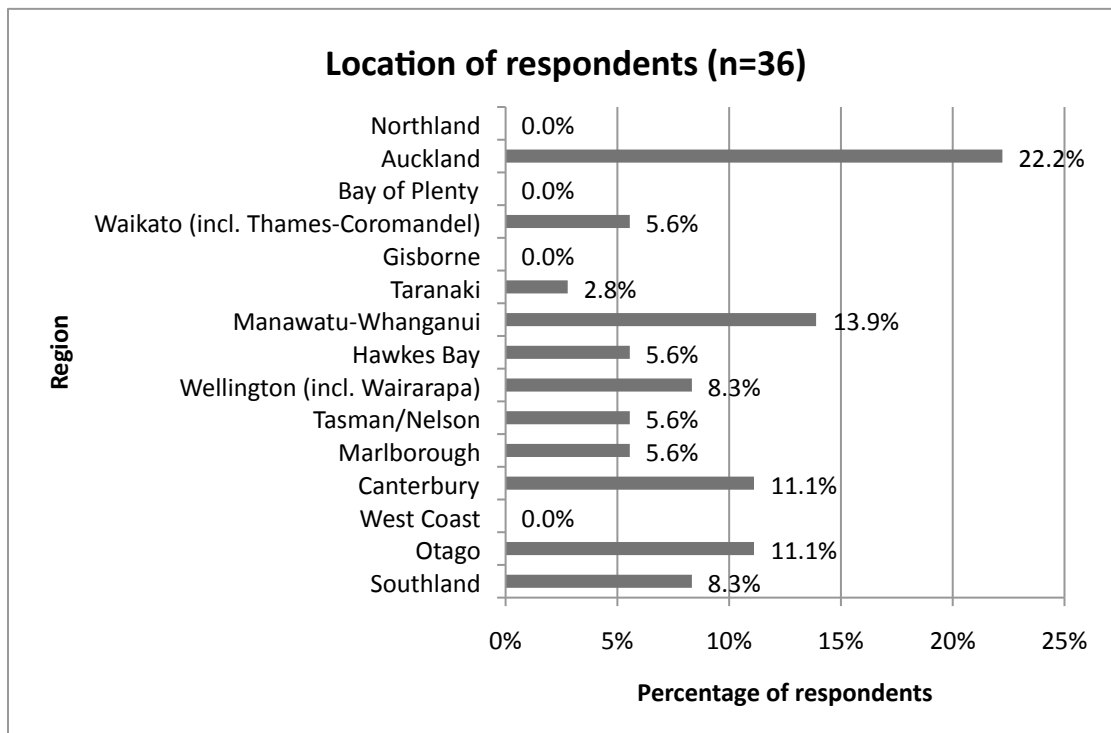 Location of respondents (n=36)
Northland 0.0%
Auckland 22.2%
Bay of Plenty 0.0%
Waikato (incl. Thames-Coromandel) 5.6%
Gisborne 0.0%
Taranaki 2.8%
Manawatu-Whanganui 13.9%
Hawkes Bay 5.6%
Wellington (incl. Wairarapa) 8.3%
Tasman/Nelson 5.6%
Marlborough 5.6%
Canterbury 11.1%
West Coast 0.0%
Otago 11.1%
Southland 8.3%
Region
0% 5% 10% 15% 20% 25%
Percentage of respondents